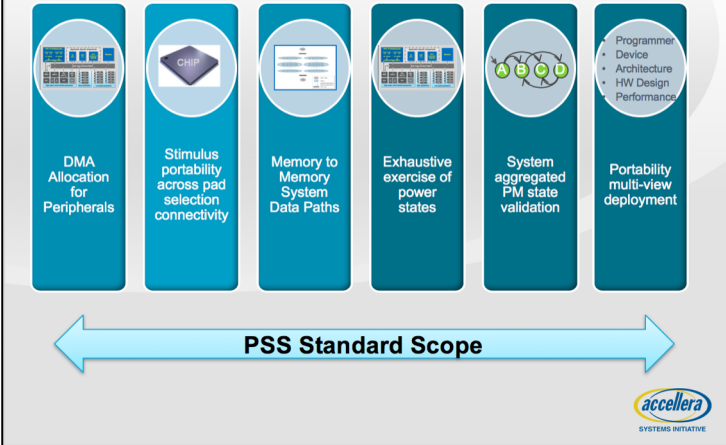 CHIP
A B C D
• Programmer
• Device
• Architecture
• HW Design
• Performance
DMA
Allocation
for
Peripherals
Stimulus
portability
across pad
selection
connectivity
Memory to
Memory
System
Data Paths
Exhaustive
exercise of
power
states
System
aggregated
PM state
validation
Portability
multi-view
deployment
PSS Standard Scope
accellera
SYSTEMS INITIATIVE